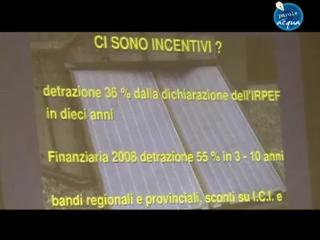 parole
acqua
CI SONO INCENTIVI ?
detrazione 36 % dalla dichiarazione dell'IRPEF
in dieci anni
Finanziaria 2008 detrazione 55 % in 3 - 10 anni
bandi regionali e provinciali, sconti su I.C.I. e